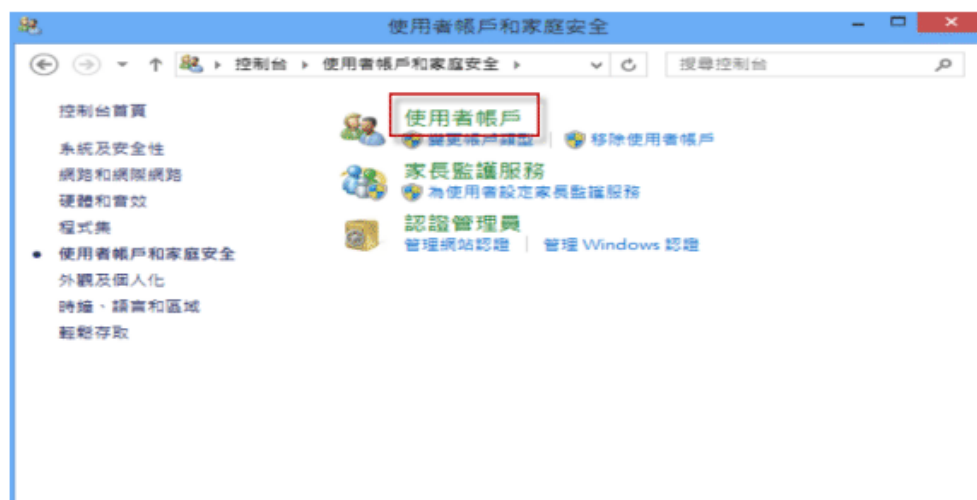 使用者帳戶和家庭安全
控制台 使用者帳戶和家庭安全 搜尋控制台
控制台首頁
系統及安全性
網路和網際網路
硬體和音效
程式集
使用者帳戶和家庭安全
外觀及個人化
時鐘、語言和區域
輕鬆存取
使用者帳戶
變更帳戶類型 移除使用者帳戶
家長監護服務
為使用者設定家長監護服務
認證管理員
管理網站認證 管理 Windows 認證